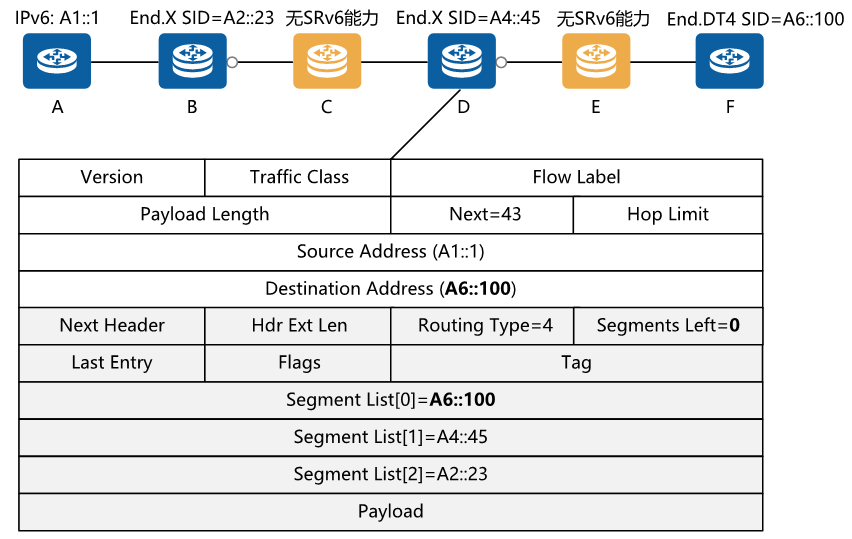 IPv6: A1::1 End.X SID=A2::23 无SRv6能力 End.X SID=A4::45 无SRv6能力 End.DT4 SID=A6::100
A B C D E F
Version Traffic Class Flow Label
Payload Length Next=43 Hop Limit
Source Address (A1::1)
Destination Address (A6::100)
Next Header Hdr Ext Len Routing Type=4 Segments Left=0
Last Entry Flags Tag
Segment List[0]=A6::100
Segment List[1]=A4::45
Segment List[2]=A2::23
Payload